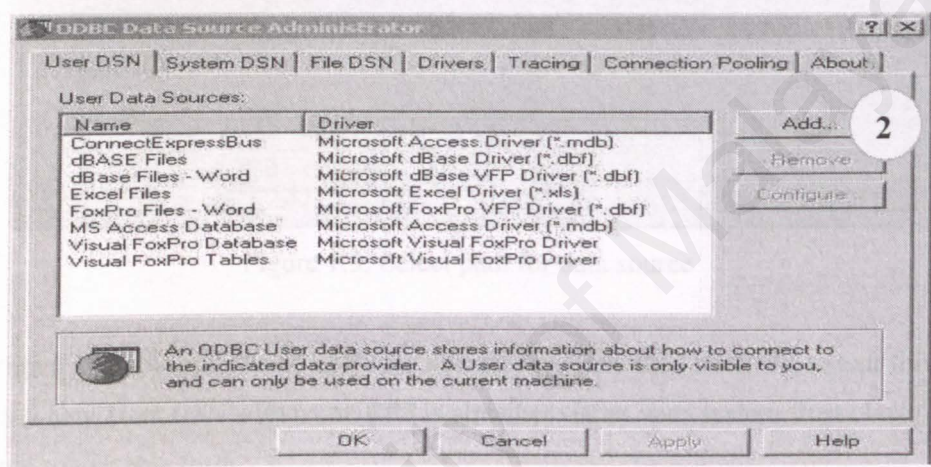 ODBC Data Source Administrator
User DSN System DSN File DSN Drivers Tracing Connection Pooling About
User Data Sources:
Name Driver
ConnectExpressBus Microsoft Access Driver (*.mdb)
dBASE Files Microsoft dBase Driver (*.dbf)
dBase Files - Word Microsoft dBase VFP Driver (*.dbf)
Excel Files Microsoft Excel Driver (*.xls)
FoxPro Files - Word Microsoft FoxPro VFP Driver (*.dbf)
MS Access Database Microsoft Access Driver (*.mdb)
Visual FoxPro Database Microsoft Visual FoxPro Driver
Visual FoxPro Tables Microsoft Visual FoxPro Driver
Add...
2
Remove
Configure...
An ODBC User data source stores information about how to connect to
the indicated data provider. A User data source is only visible to you,
and can only be used on the current machine.
OK Cancel Apply Help
of Malaya